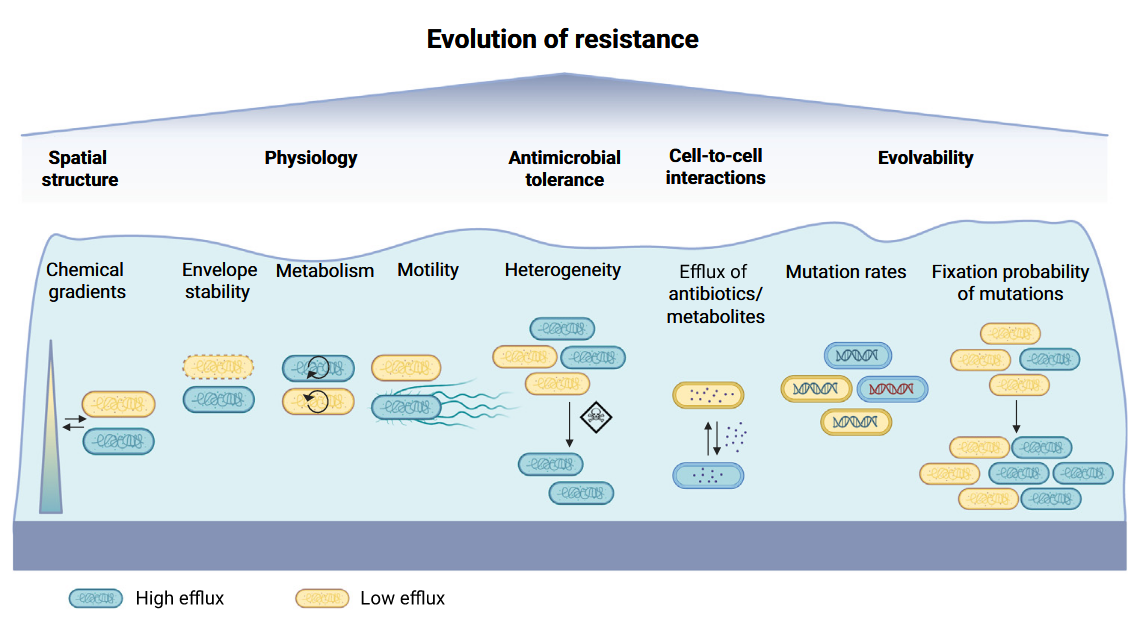 Evolution of resistance
Spatial
structure
Physiology
Antimicrobial
tolerance
Cell-to-cell
interactions
Evolvability
Chemical
gradients
Envelope
stability
Metabolism
Motility
Heterogeneity
Efflux of
antibiotics/
metabolites
Mutation rates
Fixation probability
of mutations
High efflux
Low efflux